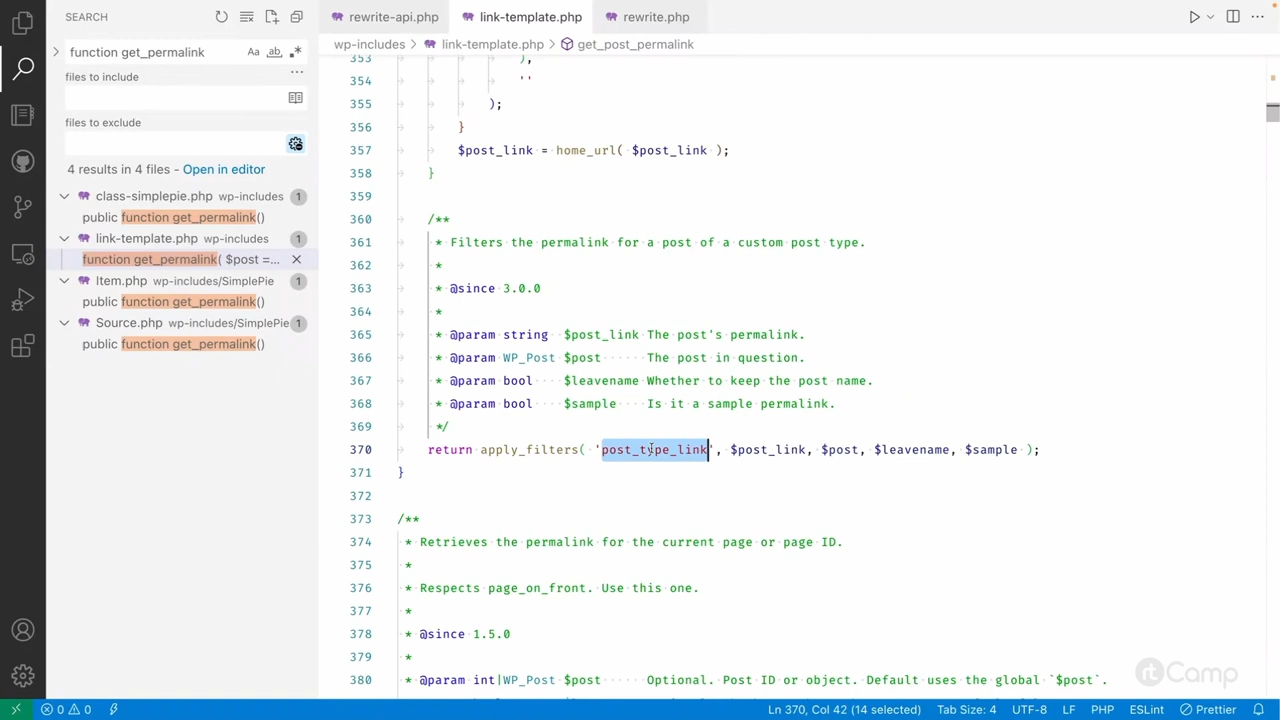 SEARCH
function get_permalink
Aa
ab
files to include
files to exclude
4 results in 4 files - Open in editor
class-simplepie.php wp-includes 1
public function get_permalink()
link-template.php wp-includes 1
function get_permalink( $post =...
Item.php wp-includes/SimplePie 1
public function get_permalink()
Source.php wp-includes/SimplePie 1
public function get_permalink()
rewrite-api.php
link-template.php
rewrite.php
wp-includes > link-template.php > get_post_permalink
353 ),
354 ''
355 );
356 }
357 $post_link = home_url( $post_link );
358 }
359
360 /**
361 * Filters the permalink for a post of a custom post type.
362 *
363 * @since 3.0.0
364 *
365 * @param string $post_link The post's permalink.
366 * @param WP_Post $post The post in question.
367 * @param bool $leavename Whether to keep the post name.
368 * @param bool $sample Is it a sample permalink.
369 */
370 return apply_filters( 'post_type_link', $post_link, $post, $leavename, $sample );
371 }
372
373 /**
374 * Retrieves the permalink for the current page or page ID.
375 *
376 * Respects page_on_front. Use this one.
377 *
378 * @since 1.5.0
379 *
380 * @param int|WP_Post $post Optional. Post ID or object. Default uses the global `$post`.
rtCamp
0 0
Ln 370, Col 42 (14 selected) Tab Size: 4 UTF-8 LF PHP ESLint Prettier